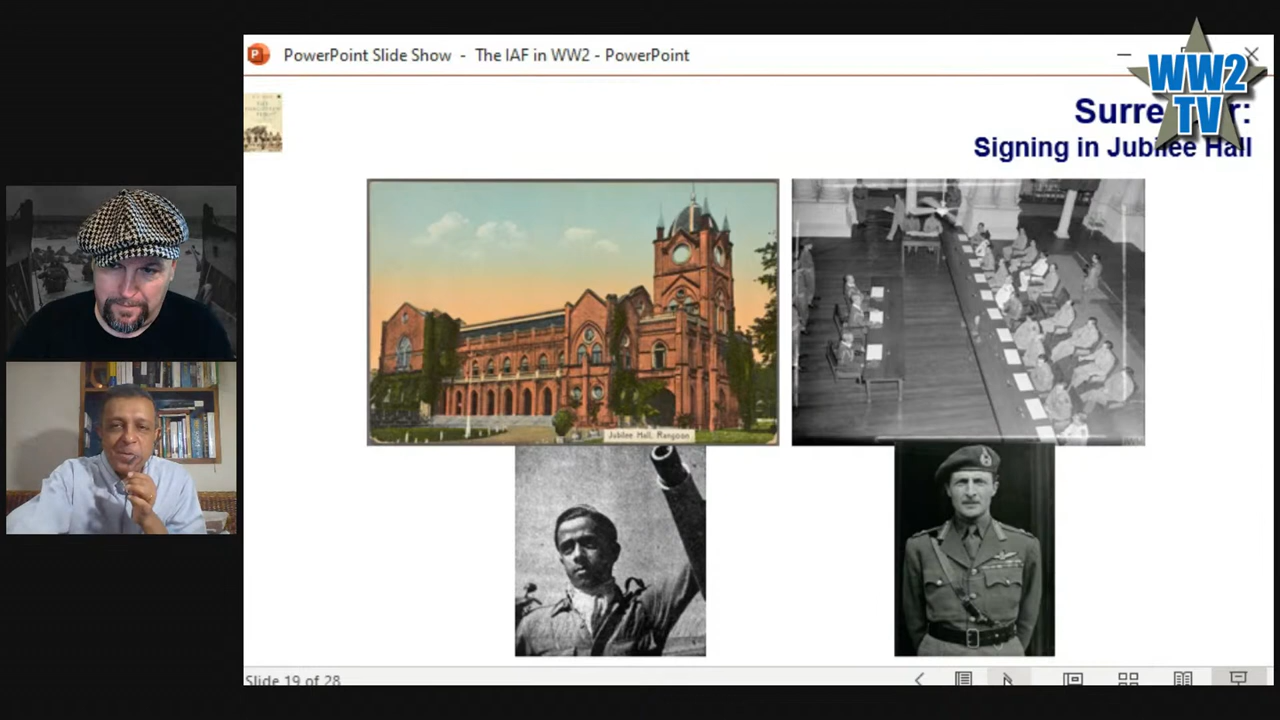 PowerPoint Slide Show - The IAF in WW2 - PowerPoint
WW2
TV
Signing in Jubilee Hall
Jubilee Hall, Rangoon
Slide 19 of 28